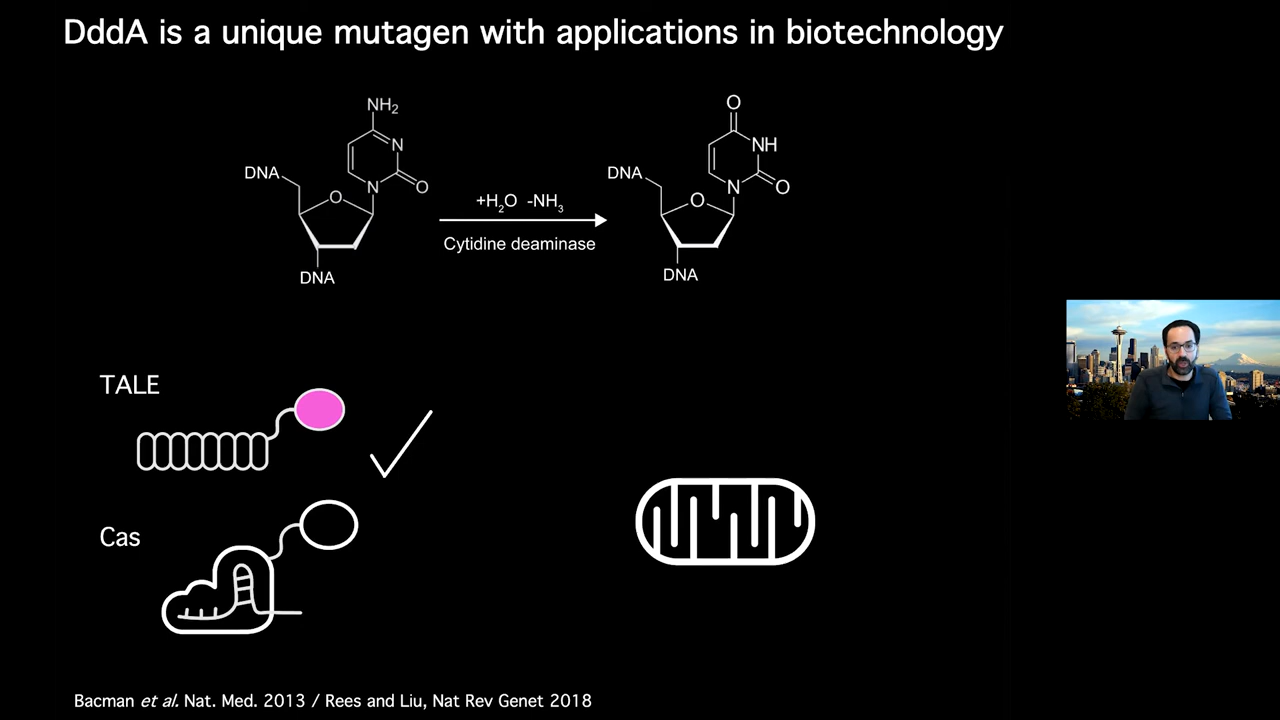 DddA is a unique mutagen with applications in biotechnology
NH2
N
N
O
O
DNA
DNA
+H2O -NH3
Cytidine deaminase
O
NH
N
O
O
DNA
DNA
TALE
Cas
Bacman et al. Nat. Med. 2013 / Rees and Liu, Nat Rev Genet 2018